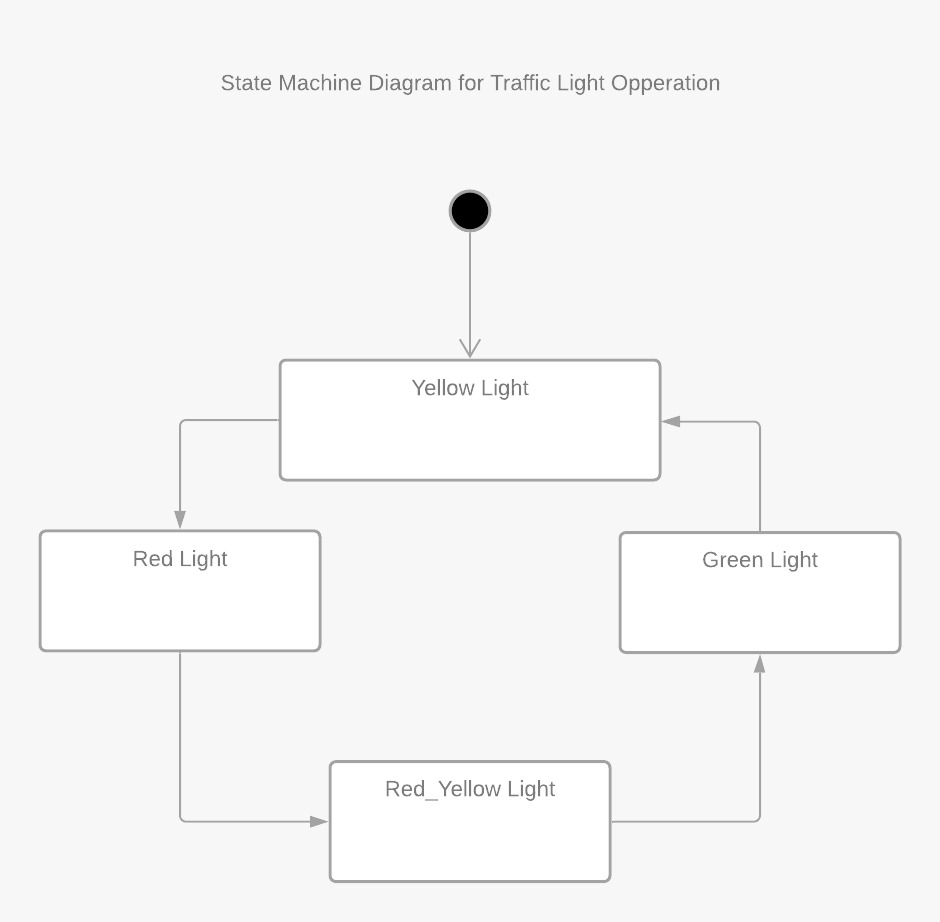 State Machine Diagram for Traffic Light Opperation
Yellow Light
Red Light
Green Light
Red_Yellow Light